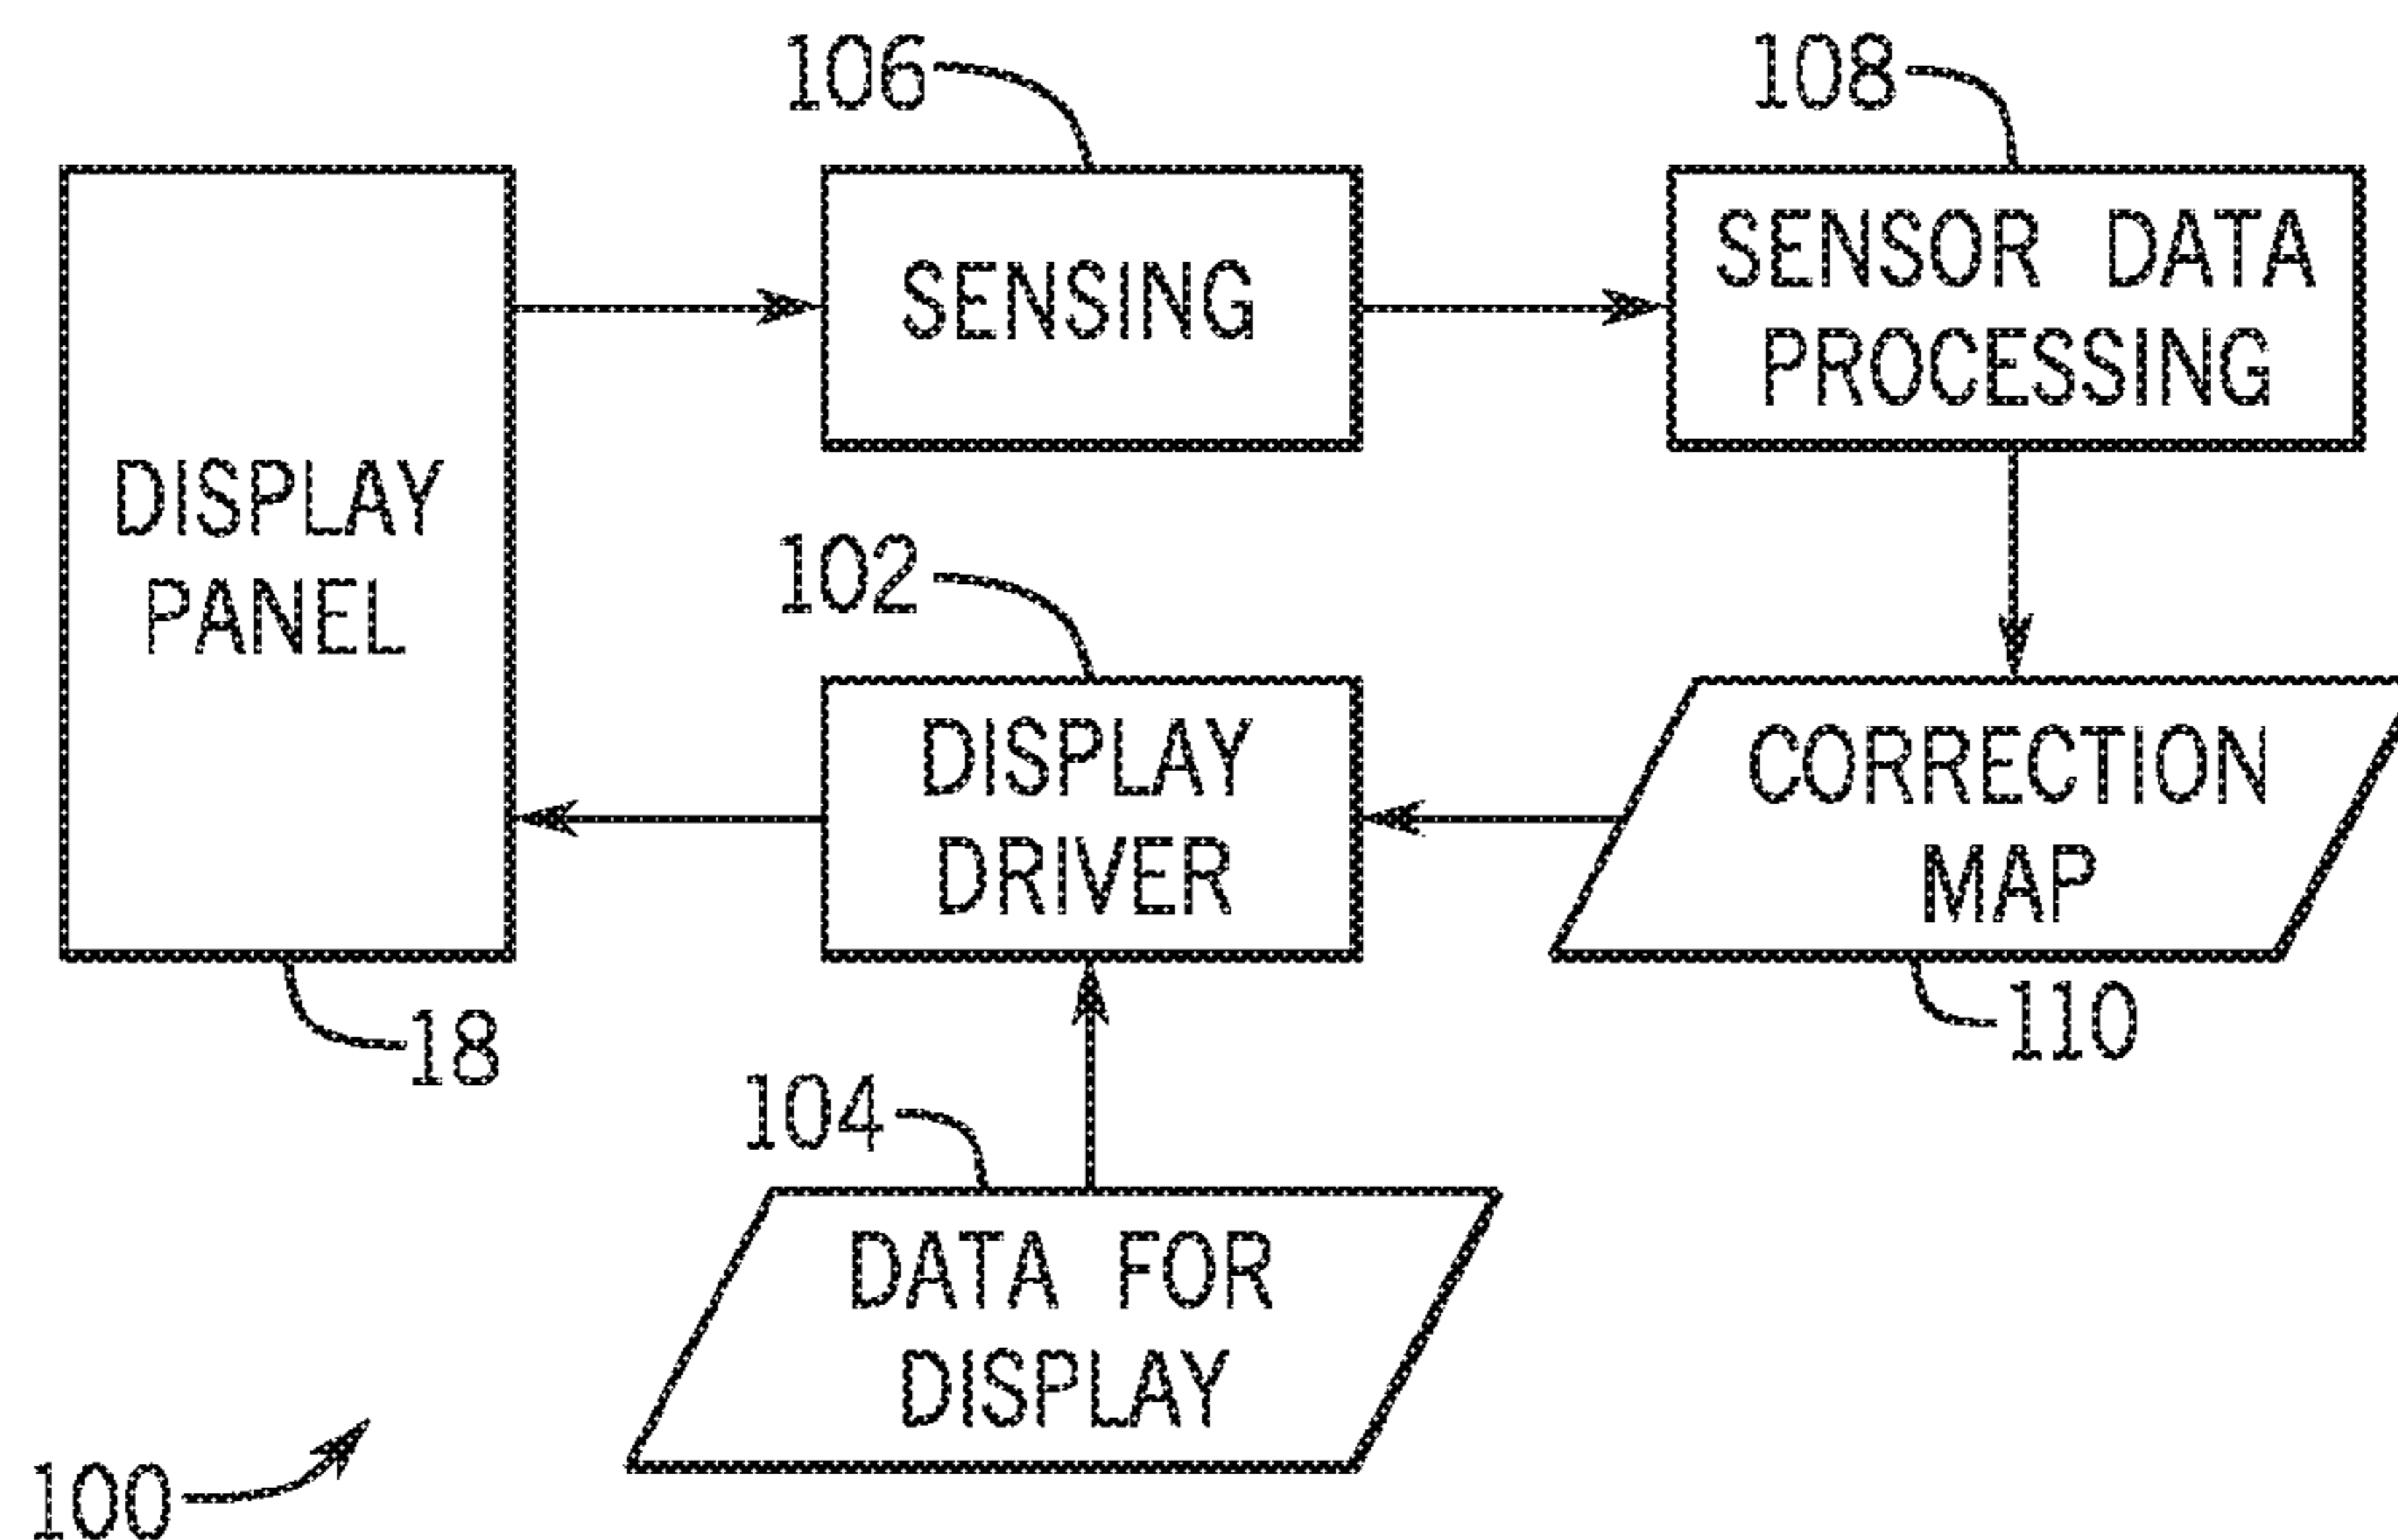 106
108
SENSING
SENSOR DATA
PROCESSING
DISPLAY
PANEL
102
DISPLAY
DRIVER
CORRECTION
MAP
18
110
104
DATA FOR
DISPLAY
100